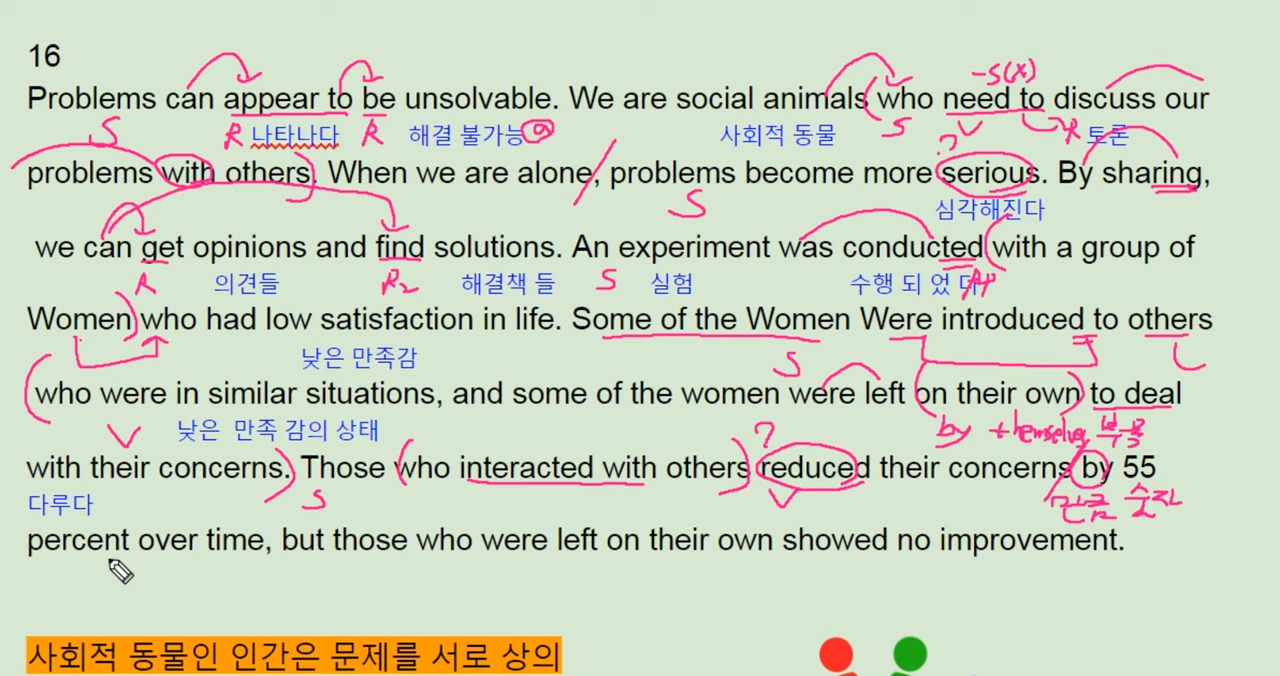 16
-s(x)
Problems can appear to be unsolvable. We are social animals who need to discuss our
S R 나타나다 R 해결 불가능 a 사회적 동물 S V R 토론
problems with others. When we are alone, problems become more serious. By sharing,
S 심각해진다
we can get opinions and find solutions. An experiment was conducted with a group of
R 의견들 R2 해결책 들 S 실험 수행 되 었 다 PP
Women who had low satisfaction in life. Some of the Women Were introduced to others
낮은 만족감 S
who were in similar situations, and some of the women were left on their own to deal
V 낮은 만족 감의 상태 by 부용
with their concerns. Those who interacted with others reduced their concerns by 55
다루다 S V 만큼 숫자
percent over time, but those who were left on their own showed no improvement.
사회적 동물인 인간은 문제를 서로 상의